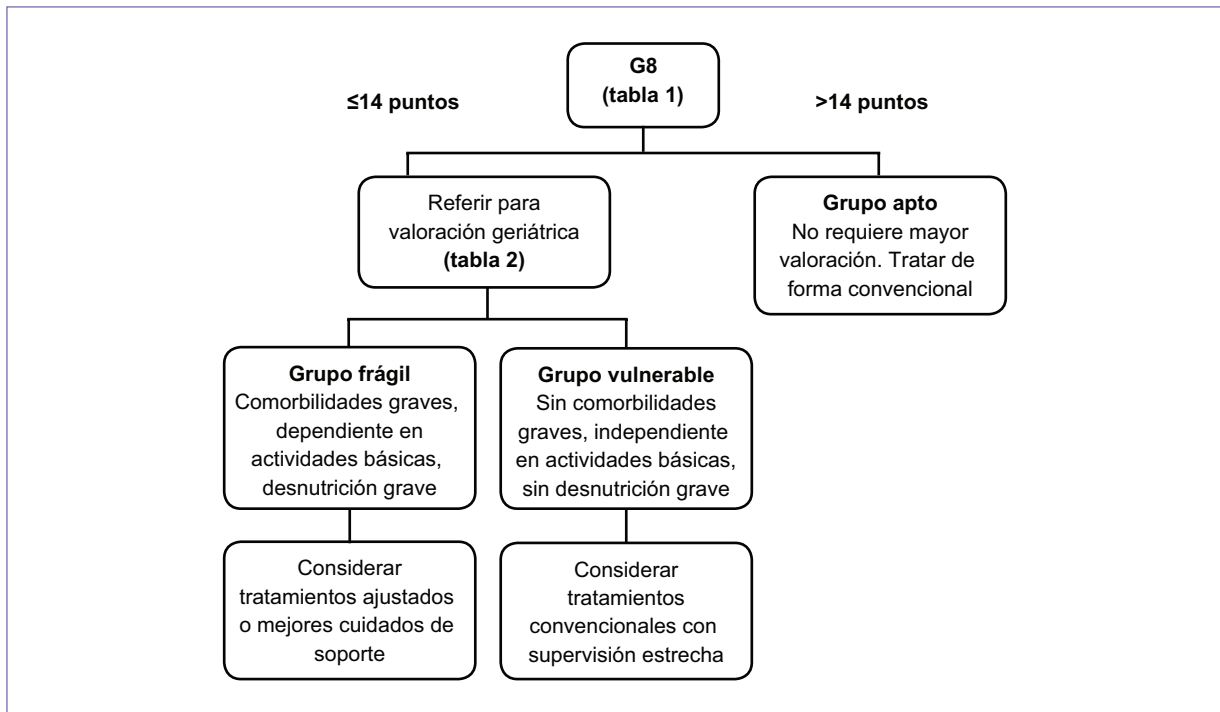 G8
(tabla 1)
≤14 puntos
>14 puntos
Referir para
valoración geriátrica
(tabla 2)
Grupo apto
No requiere mayor
valoración. Tratar de
forma convencional
Grupo frágil
Comorbilidades graves,
dependiente en
actividades básicas,
desnutrición grave
Grupo vulnerable
Sin comorbilidades
graves, independiente
en actividades básicas,
sin desnutrición grave
Considerar
tratamientos ajustados
o mejores cuidados de
soporte
Considerar
tratamientos
convencionales con
supervisión estrecha